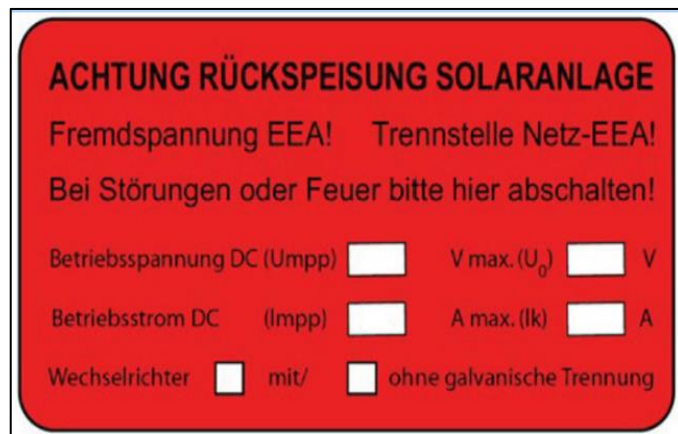 ACHTUNG RÜCKSPEISUNG SOLARANLAGE
Fremdspannung EEA! Trennstelle Netz-EEA!
Bei Störungen oder Feuer bitte hier abschalten!
Betriebsspannung DC (Umpp) V max. (U₀) V
Betriebsstrom DC (Impp) A max. (Ik) A
Wechselrichter mit/ ohne galvanische Trennung